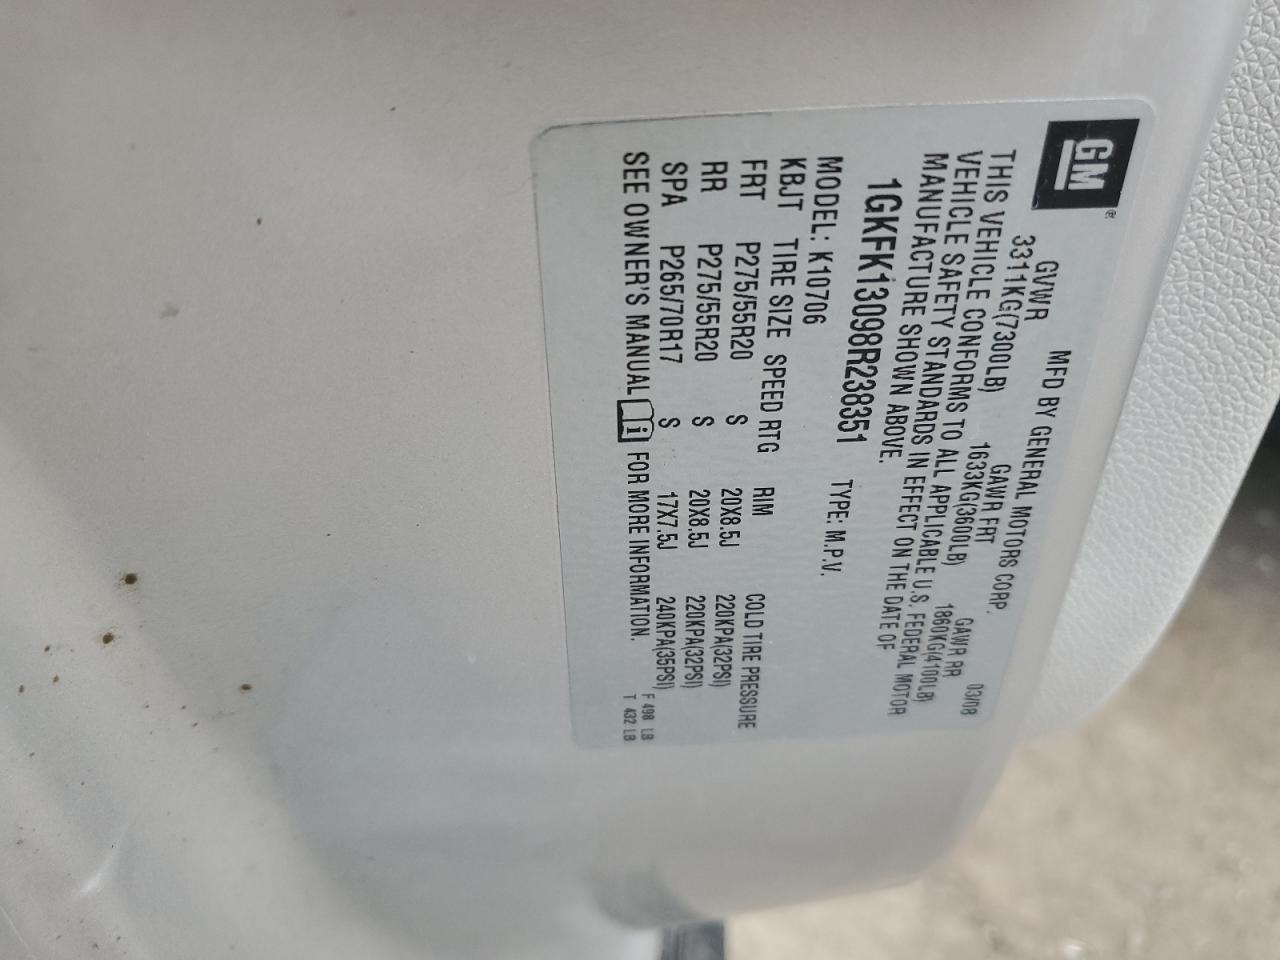 GM ®
MFD BY GENERAL MOTORS CORP. 03/08
GVWR GAWR FRT GAWR RR
3311KG(7300LB) 1633KG(3600LB) 1860KG(4100LB)
THIS VEHICLE CONFORMS TO ALL APPLICABLE U.S. FEDERAL MOTOR
VEHICLE SAFETY STANDARDS IN EFFECT ON THE DATE OF
MANUFACTURE SHOWN ABOVE.
1GKFK13098R238351 TYPE: M.P.V.
MODEL: K10706
KBJT TIRE SIZE SPEED RTG RIM COLD TIRE PRESSURE
FRT P275/55R20 S 20X8.5J 220KPA(32PSI)
RR P275/55R20 S 20X8.5J 220KPA(32PSI)
SPA P265/70R17 S 17X7.5J 240KPA(35PSI)
SEE OWNER'S MANUAL i FOR MORE INFORMATION.
F 498 LB
T 432 LB